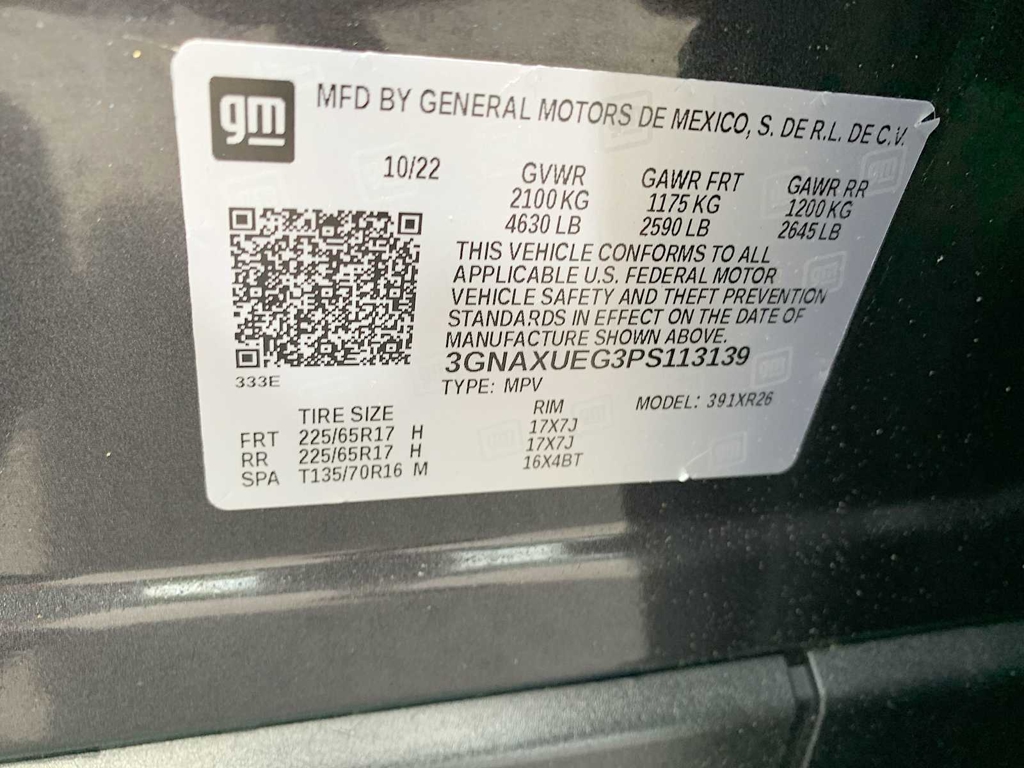 gm
MFD BY GENERAL MOTORS DE MEXICO, S. DE R.L. DE C.V.
10/22
GVWR GAWR FRT GAWR RR
2100 KG 1175 KG 1200 KG
4630 LB 2590 LB 2645 LB
THIS VEHICLE CONFORMS TO ALL
APPLICABLE U.S. FEDERAL MOTOR
VEHICLE SAFETY AND THEFT PREVENTION
STANDARDS IN EFFECT ON THE DATE OF
MANUFACTURE SHOWN ABOVE.
3GNAXUEG3PS113139
333E
TYPE: MPV MODEL: 391XR26
TIRE SIZE RIM
FRT 225/65R17 H 17X7J
RR 225/65R17 H 17X7J
SPA T135/70R16 M 16X4BT